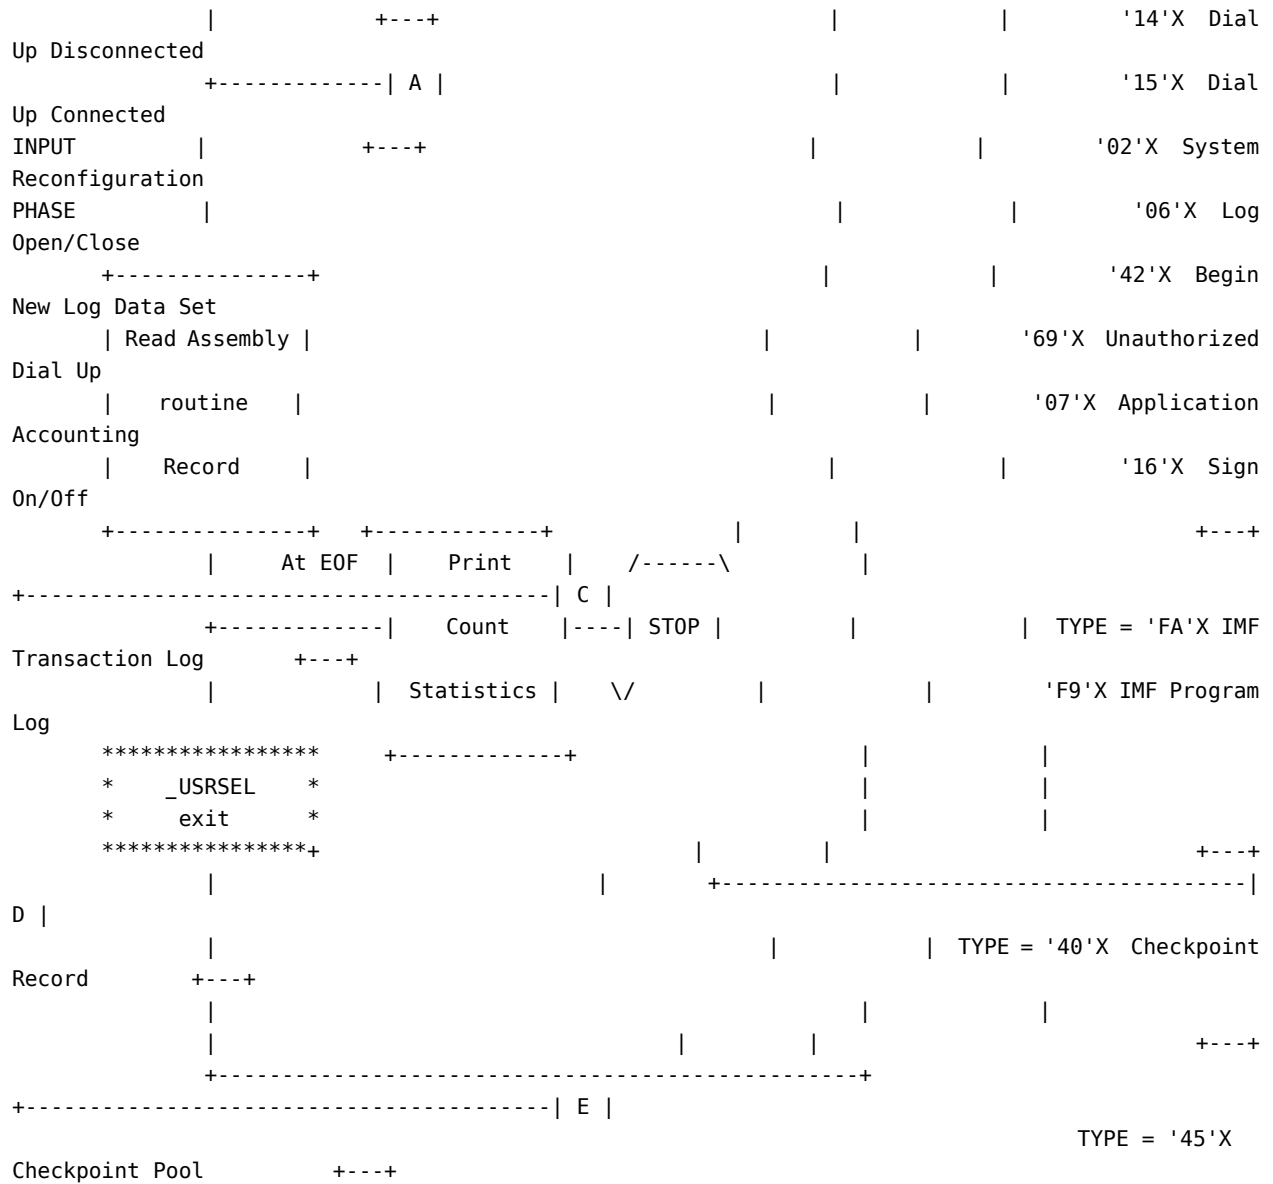 |             +---+                               |             |         '14'X  Dial
Up Disconnected
+-------------| A |                               |             |         '15'X  Dial
Up Connected
INPUT          |             +---+                               |             |         '02'X  System
Reconfiguration
PHASE          |                                                 |             |         '06'X  Log
Open/Close
+---------------+                                        |             |         '42'X  Begin
New Log Data Set
| Read Assembly |                                    |            |        '69'X  Unauthorized
Dial Up
|    routine    |                                     |            |        '07'X  Application
Accounting
|    Record     |                                         |             |         '16'X  Sign
On/Off
+---------------+   +-------------+               |         |                           +---+
|     At EOF  |    Print    |    /------\          |
+-----------------------------------------| C |
+-------------|    Count    |----| STOP |          |             |  TYPE = 'FA'X IMF
Transaction Log       +---+
|             |  Statistics |    \/          |             |         'F9'X IMF Program
Log
*****************     +-------------+                       |              |
*    _USRSEL    *                                           |              |
*     exit      *                                           |              |
****************+                              |         |                             +---+
|                              |        +-----------------------------------------|
D |
|                                            |            |  TYPE = '40'X  Checkpoint
Record        +---+
|                                                   |              |
|                                    |          |                              +---+
+--------------------------------------------------+
+-----------------------------------------| E |
TYPE = '45'X
Checkpoint Pool          +---+